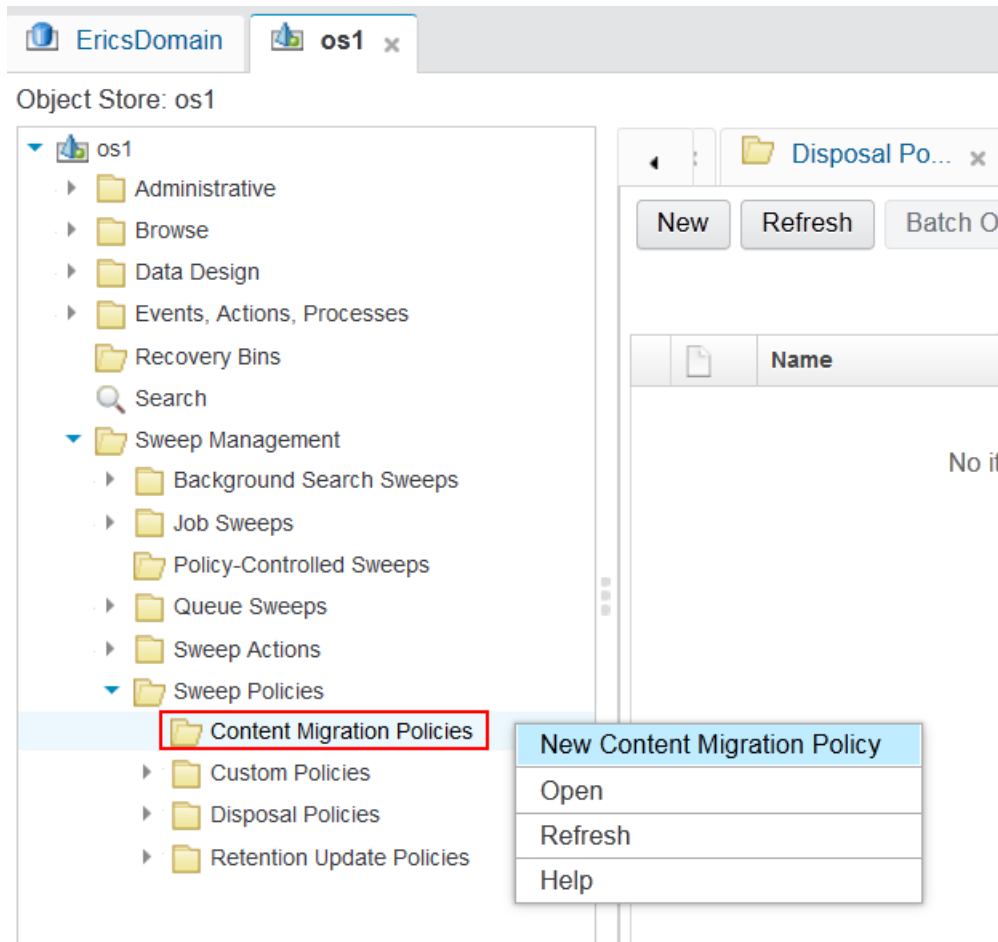 EricsDomain
os1
Object Store: os1
os1
Administrative
Browse
Data Design
Events, Actions, Processes
Recovery Bins
Search
Sweep Management
Background Search Sweeps
Job Sweeps
Policy-Controlled Sweeps
Queue Sweeps
Sweep Actions
Sweep Policies
Content Migration Policies
Custom Policies
Disposal Policies
Retention Update Policies
New Content Migration Policy
Open
Refresh
Help
Disposal Po...
New Refresh Batch O
Name
No it